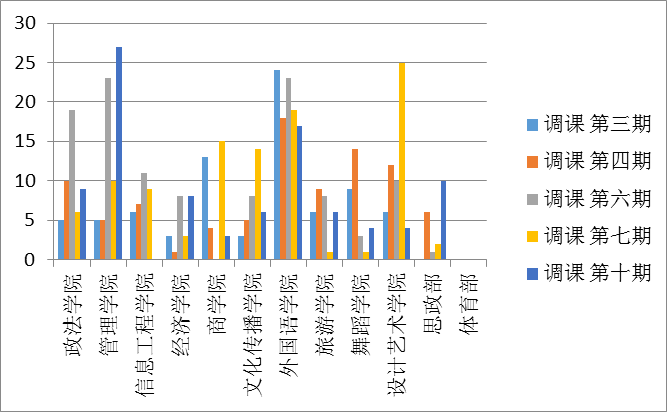 30
25
20
15
10
5
0
政法学院
管理学院
信息工程学院
经济学院
商学院
文化传播学院
外国语学院
旅游学院
舞蹈学院
设计艺术学院
思政部
体育部
调课 第三期
调课 第四期
调课 第六期
调课 第七期
调课 第十期